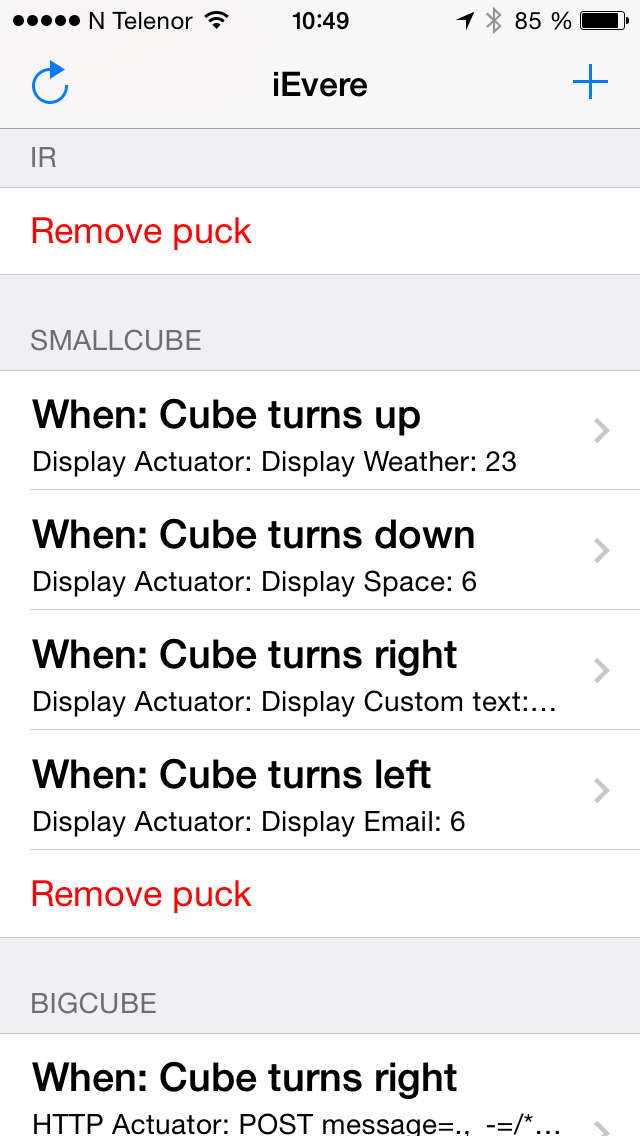 N Telenor 10:49 85 %
iEvere
IR
Remove puck
SMALLCUBE
When: Cube turns up
Display Actuator: Display Weather: 23
When: Cube turns down
Display Actuator: Display Space: 6
When: Cube turns right
Display Actuator: Display Custom text:…
When: Cube turns left
Display Actuator: Display Email: 6
Remove puck
BIGCUBE
When: Cube turns right
HTTP Actuator: POST message=., -=/*…